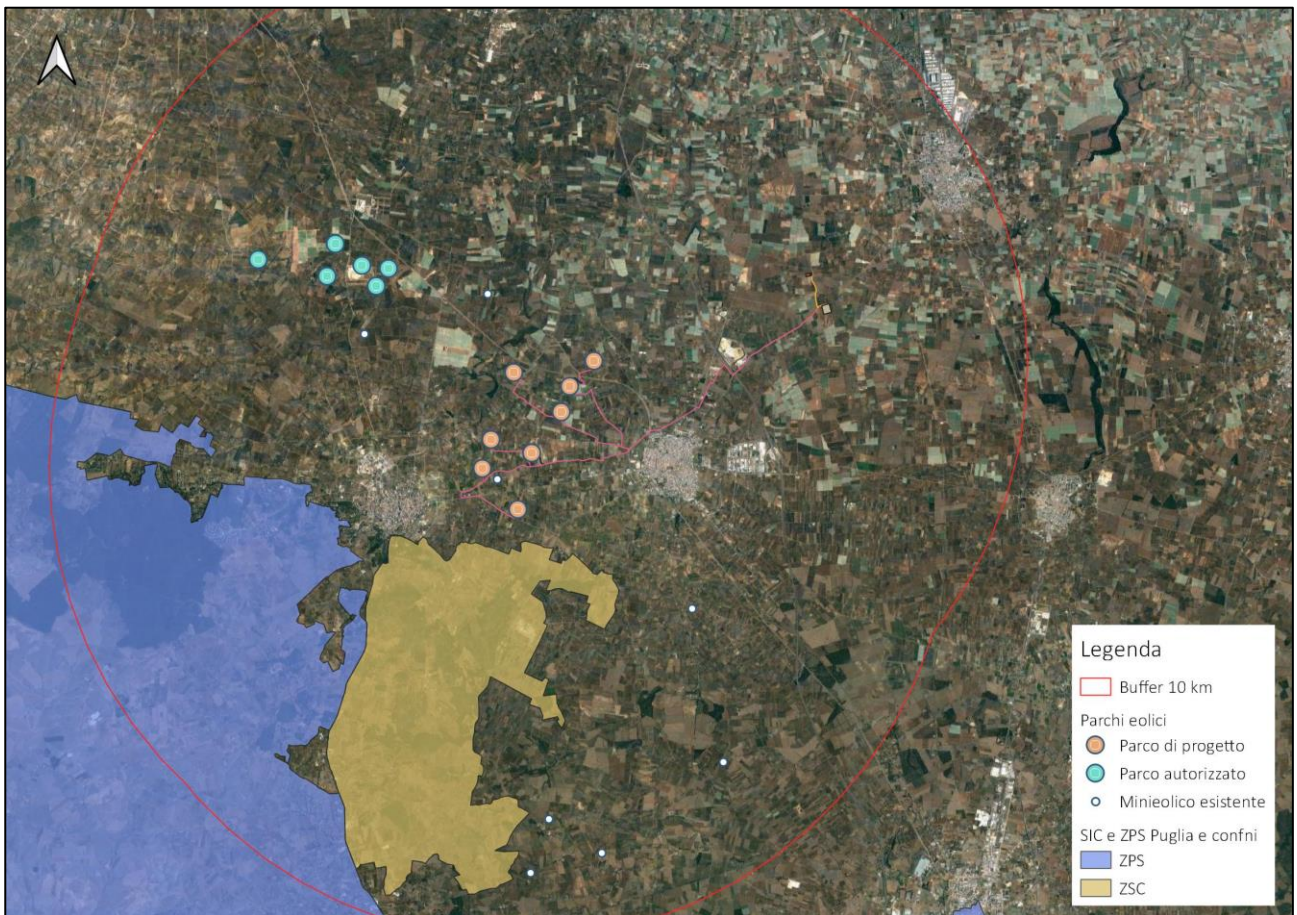 Legenda
Buffer 10 km
Parchi eolici
Parco di progetto
Parco autorizzato
Minieolico esistente
SIC e ZPS Puglia e confni
ZPS
ZSC